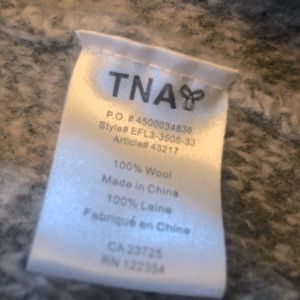 TNA
P.O. # 4500034836
Style# EFL3-3505-33
Article# 43217
100% Wool
Made in China
100% Laine
Fabriqué en Chine
CA 23725
RN 122354